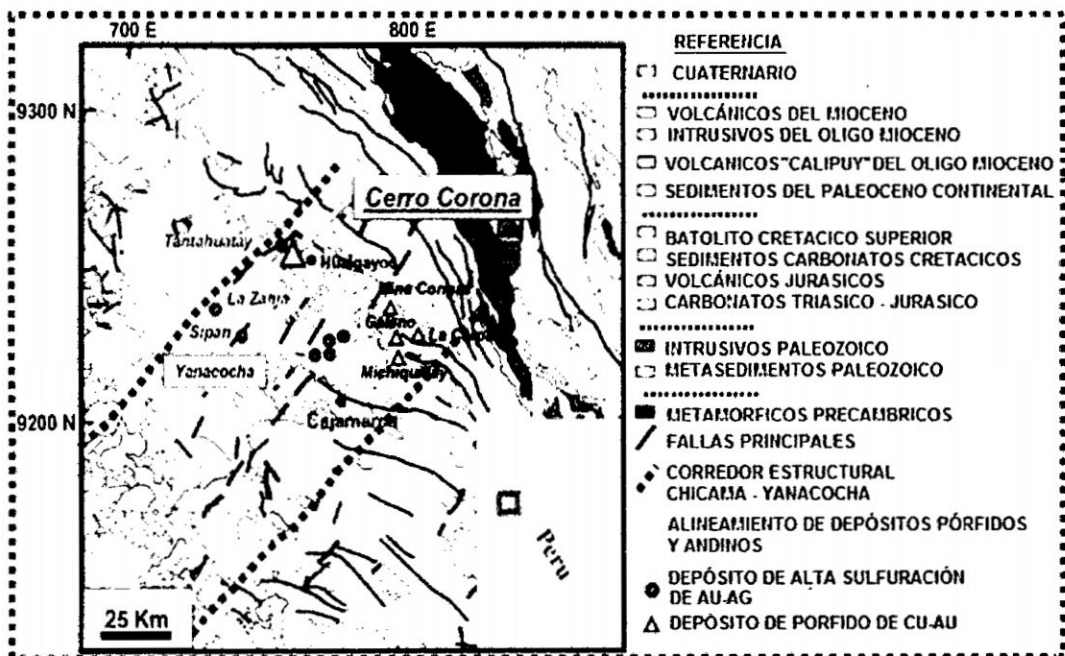 700 E 800 E
9300 N
9200 N
Cerro Corona
Tantahuatay
Hualgayoc
La Zanja
Sipan
Yanacocha
Galeno
Michiquillay
Cajamarca
25 Km
Peru
REFERENCIA
CUATERNARIO
VOLCÁNICOS DEL MIOCENO
INTRUSIVOS DEL OLIGO MIOCENO
VOLCANICOS "CALIPUY" DEL OLIGO MIOCENO
SEDIMENTOS DEL PALEOCENO CONTINENTAL
BATOLITO CRETACICO SUPERIOR
SEDIMENTOS CARBONATOS CRETACICOS
VOLCÁNICOS JURASICOS
CARBONATOS TRIASICO - JURASICO
INTRUSIVOS PALEOZOICO
METASEDIMENTOS PALEOZOICO
METAMORFICOS PRECAMBRICOS
FALLAS PRINCIPALES
CORREDOR ESTRUCTURAL
CHICAMA - YANACOCHA
ALINEAMIENTO DE DEPÓSITOS PÓRFIDOS
Y ANDINOS
DEPÓSITO DE ALTA SULFURACIÓN
DE AU-AG
DEPÓSITO DE PORFIDO DE CU-AU